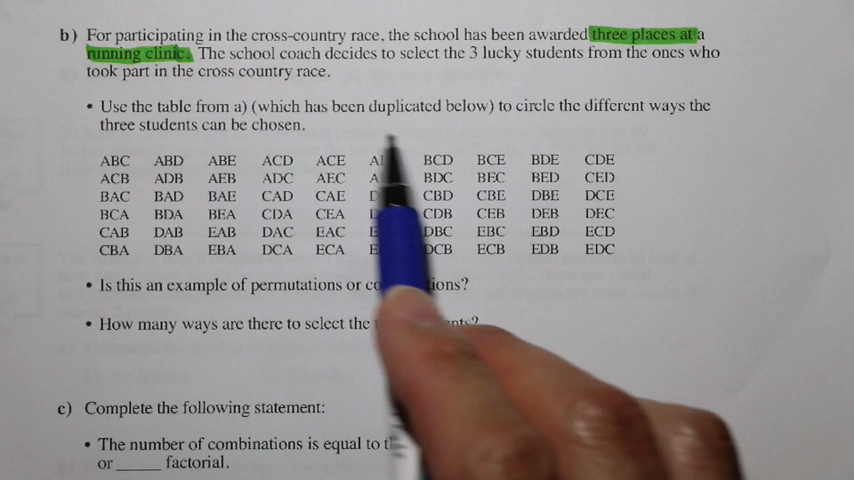 b) For participating in the cross-country race, the school has been awarded three places at a
running clinic. The school coach decides to select the 3 lucky students from the ones who
took part in the cross country race.
• Use the table from a) (which has been duplicated below) to circle the different ways the
three students can be chosen.
ABC ABD ABE ACD ACE BCD BCE BDE CDE
ACB ADB AEB ADC AEC BDC BEC BED CED
BAC BAD BAE CAD CAE CBD CBE DBE DCE
BCA BDA BEA CDA CEA CDB CEB DEB DEC
CAB DAB EAB DAC EAC DBC EBC EBD ECD
CBA DBA EBA DCA ECA DCB ECB EDB EDC
• Is this an example of permutations or
• How many ways are there to select the
c) Complete the following statement:
• The number of combinations is equal to
or _____ factorial.